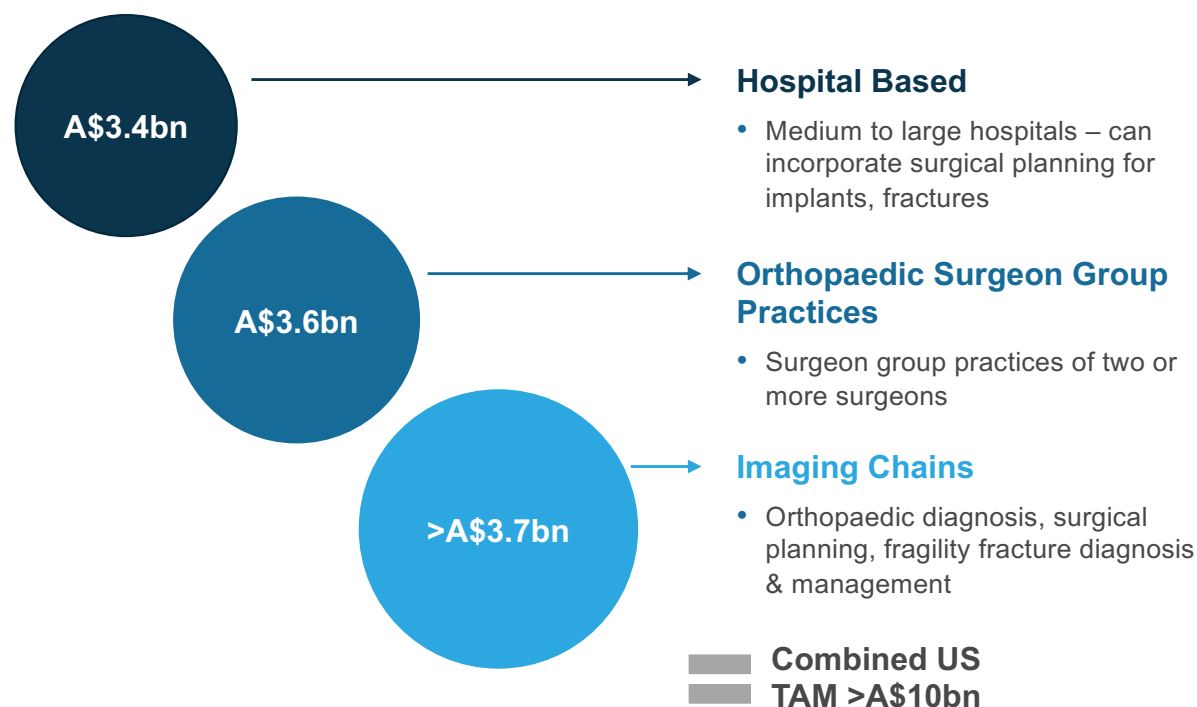 A$3.4bn
Hospital Based
• Medium to large hospitals – can
incorporate surgical planning for
implants, fractures
A$3.6bn
Orthopaedic Surgeon Group
Practices
• Surgeon group practices of two or
more surgeons
>A$3.7bn
Imaging Chains
• Orthopaedic diagnosis, surgical
planning, fragility fracture diagnosis
& management
Combined US
TAM >A$10bn